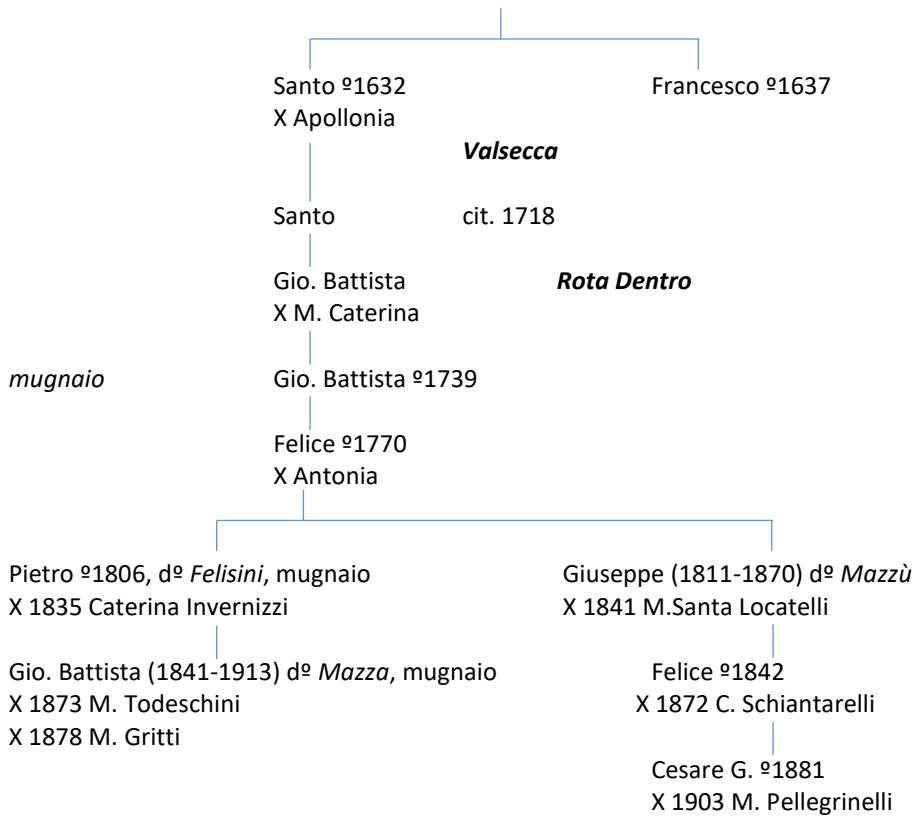 Santo º1632 Francesco º1637
X Apollonia
Valsecca
Santo cit. 1718
Gio. Battista Rota Dentro
X M. Caterina
mugnaio Gio. Battista º1739
Felice º1770
X Antonia
Pietro º1806, dº Felisini, mugnaio Giuseppe (1811-1870) dº Mazzù
X 1835 Caterina Invernizzi X 1841 M.Santa Locatelli
Gio. Battista (1841-1913) dº Mazza, mugnaio Felice º1842
X 1873 M. Todeschini X 1872 C. Schiantarelli
X 1878 M. Gritti
Cesare G. º1881
X 1903 M. Pellegrinelli